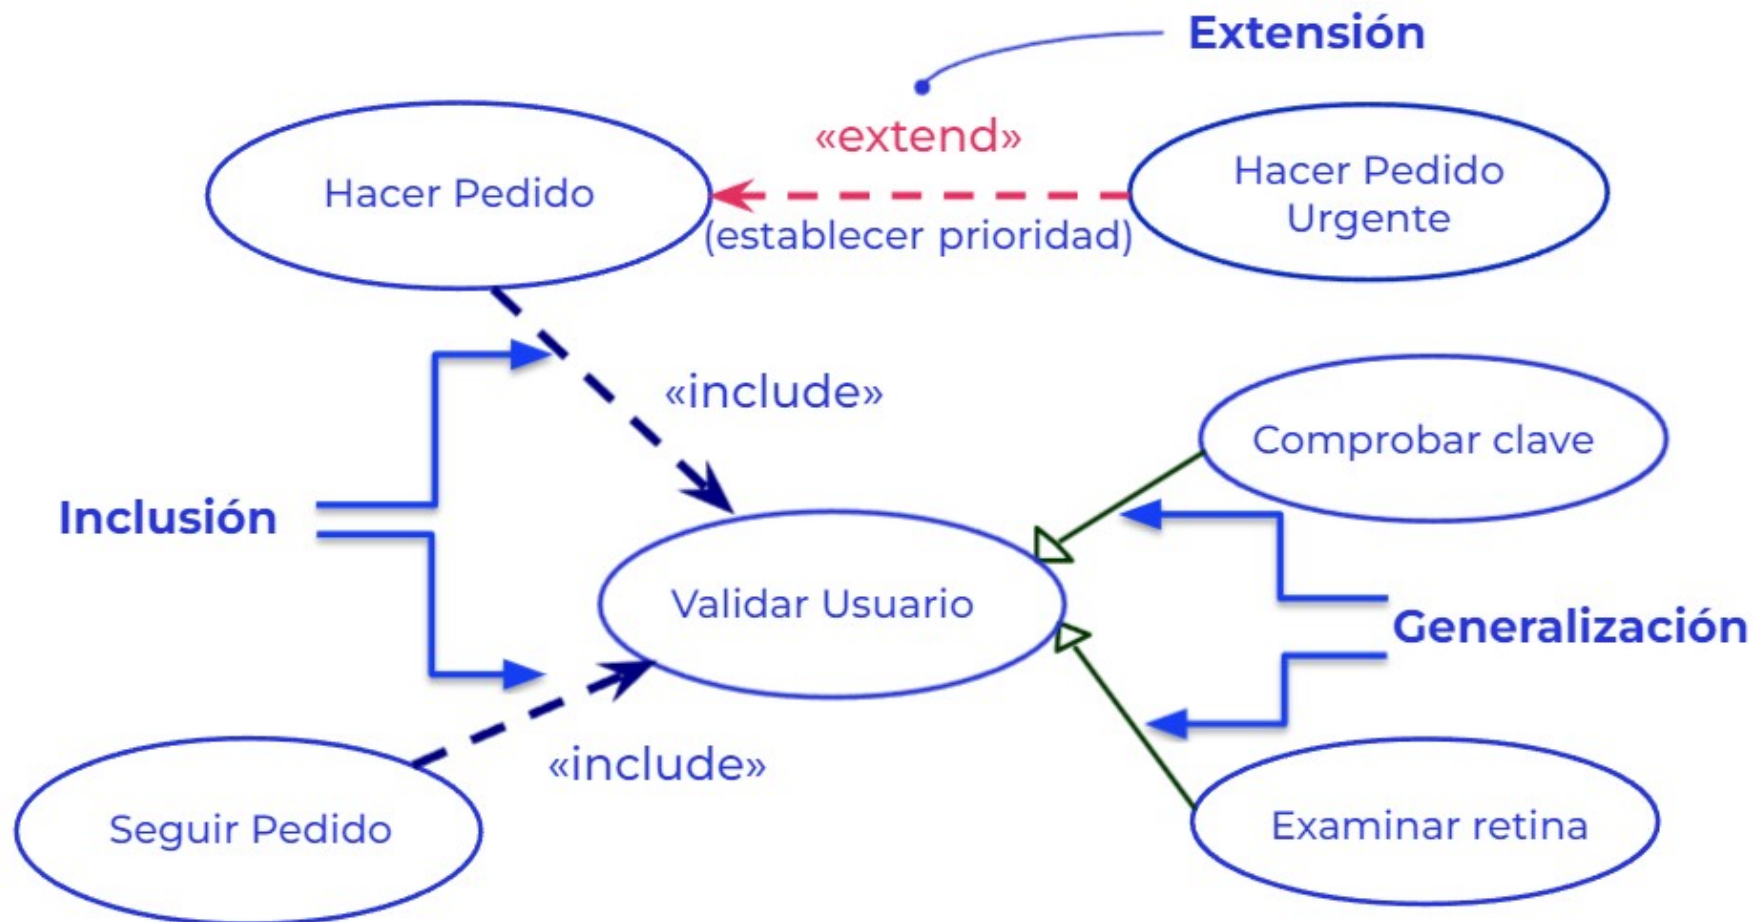 Extensión
«extend»
Hacer Pedido
Hacer Pedido
Urgente
(establecer prioridad)
«include»
Comprobar clave
Inclusión
Validar Usuario
Generalización
«include»
Seguir Pedido
Examinar retina